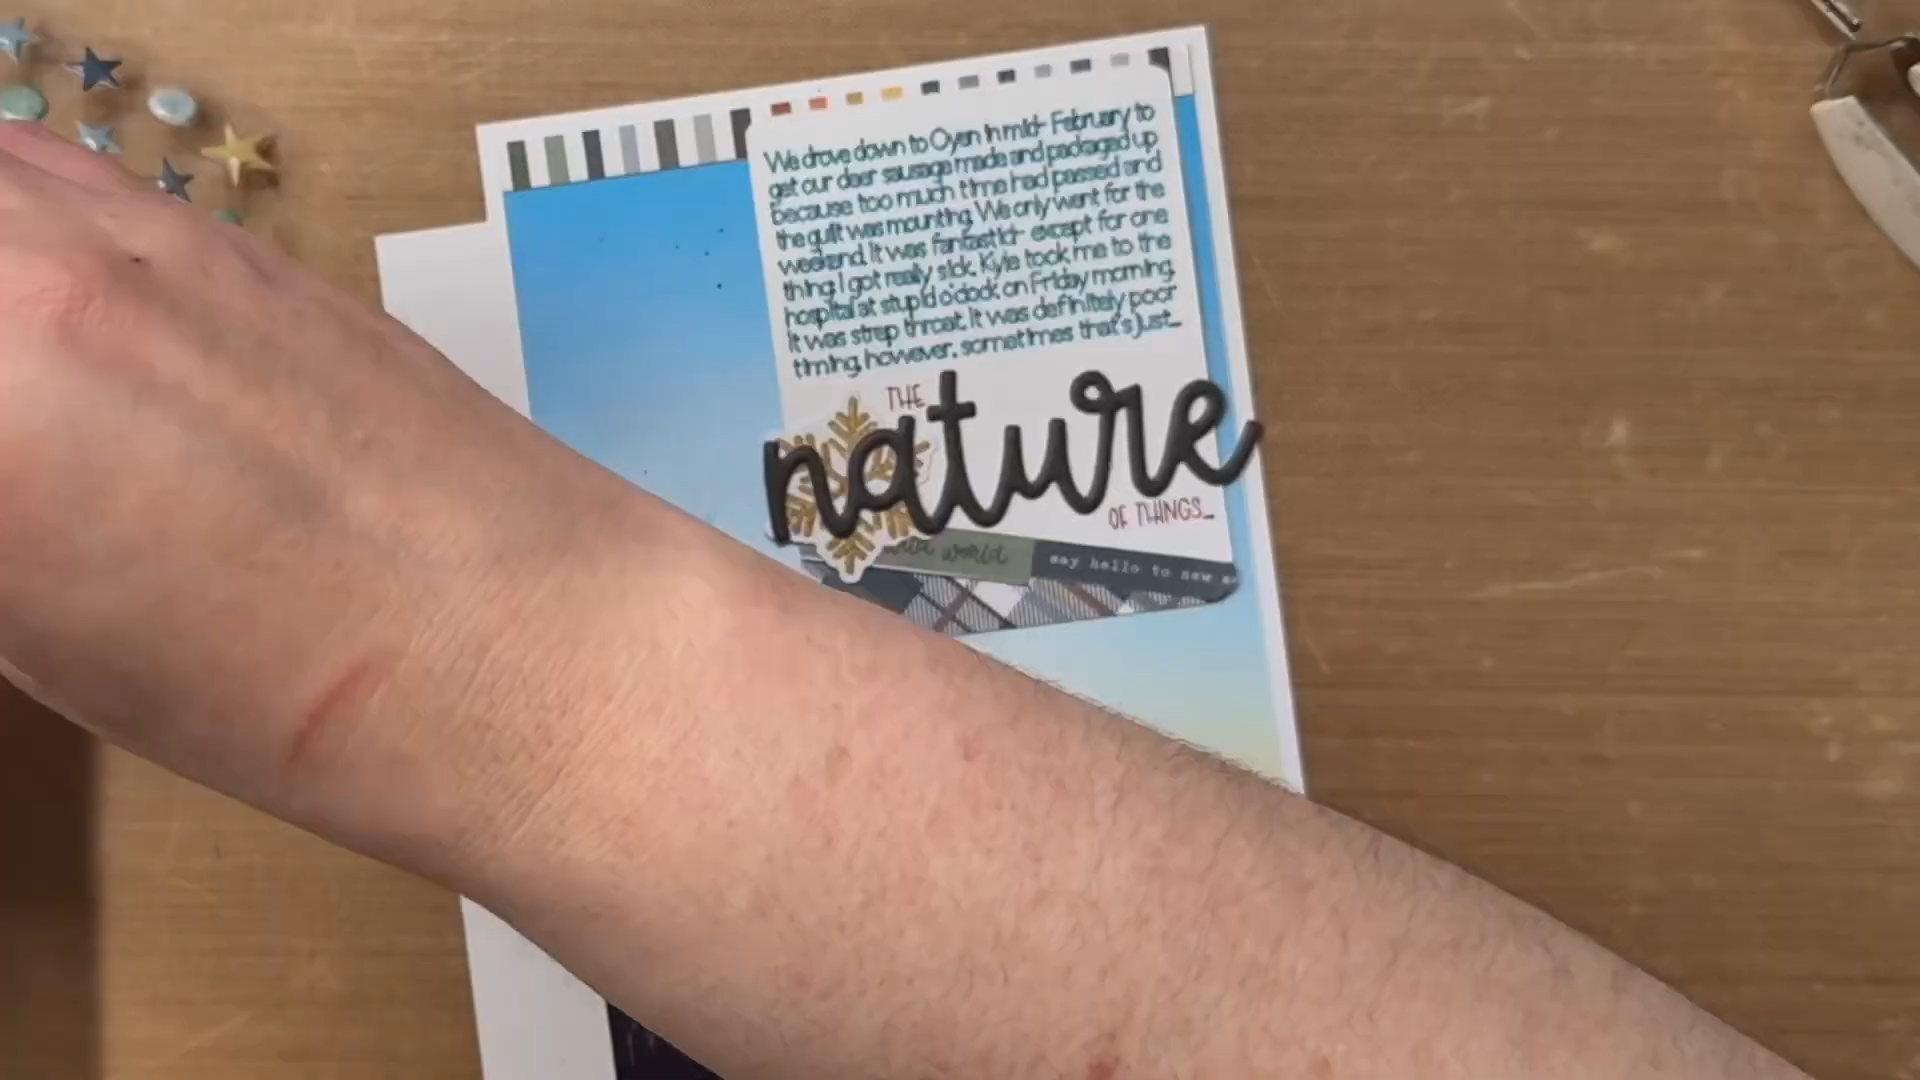 We drove down to Oyen in mid-February to
get our deer sausage made and packaged up
because too much time had passed and
the guilt was mounting. We only went for the
weekend. It was fantastic!- except for one
thing, I got really sick. Kyle took me to the
hospital at stupid o'clock on Friday morning.
It was strep throat. It was definitely poor
timing, however, sometimes that's just...
THE
nature
OF THINGS...
world
say hello to new